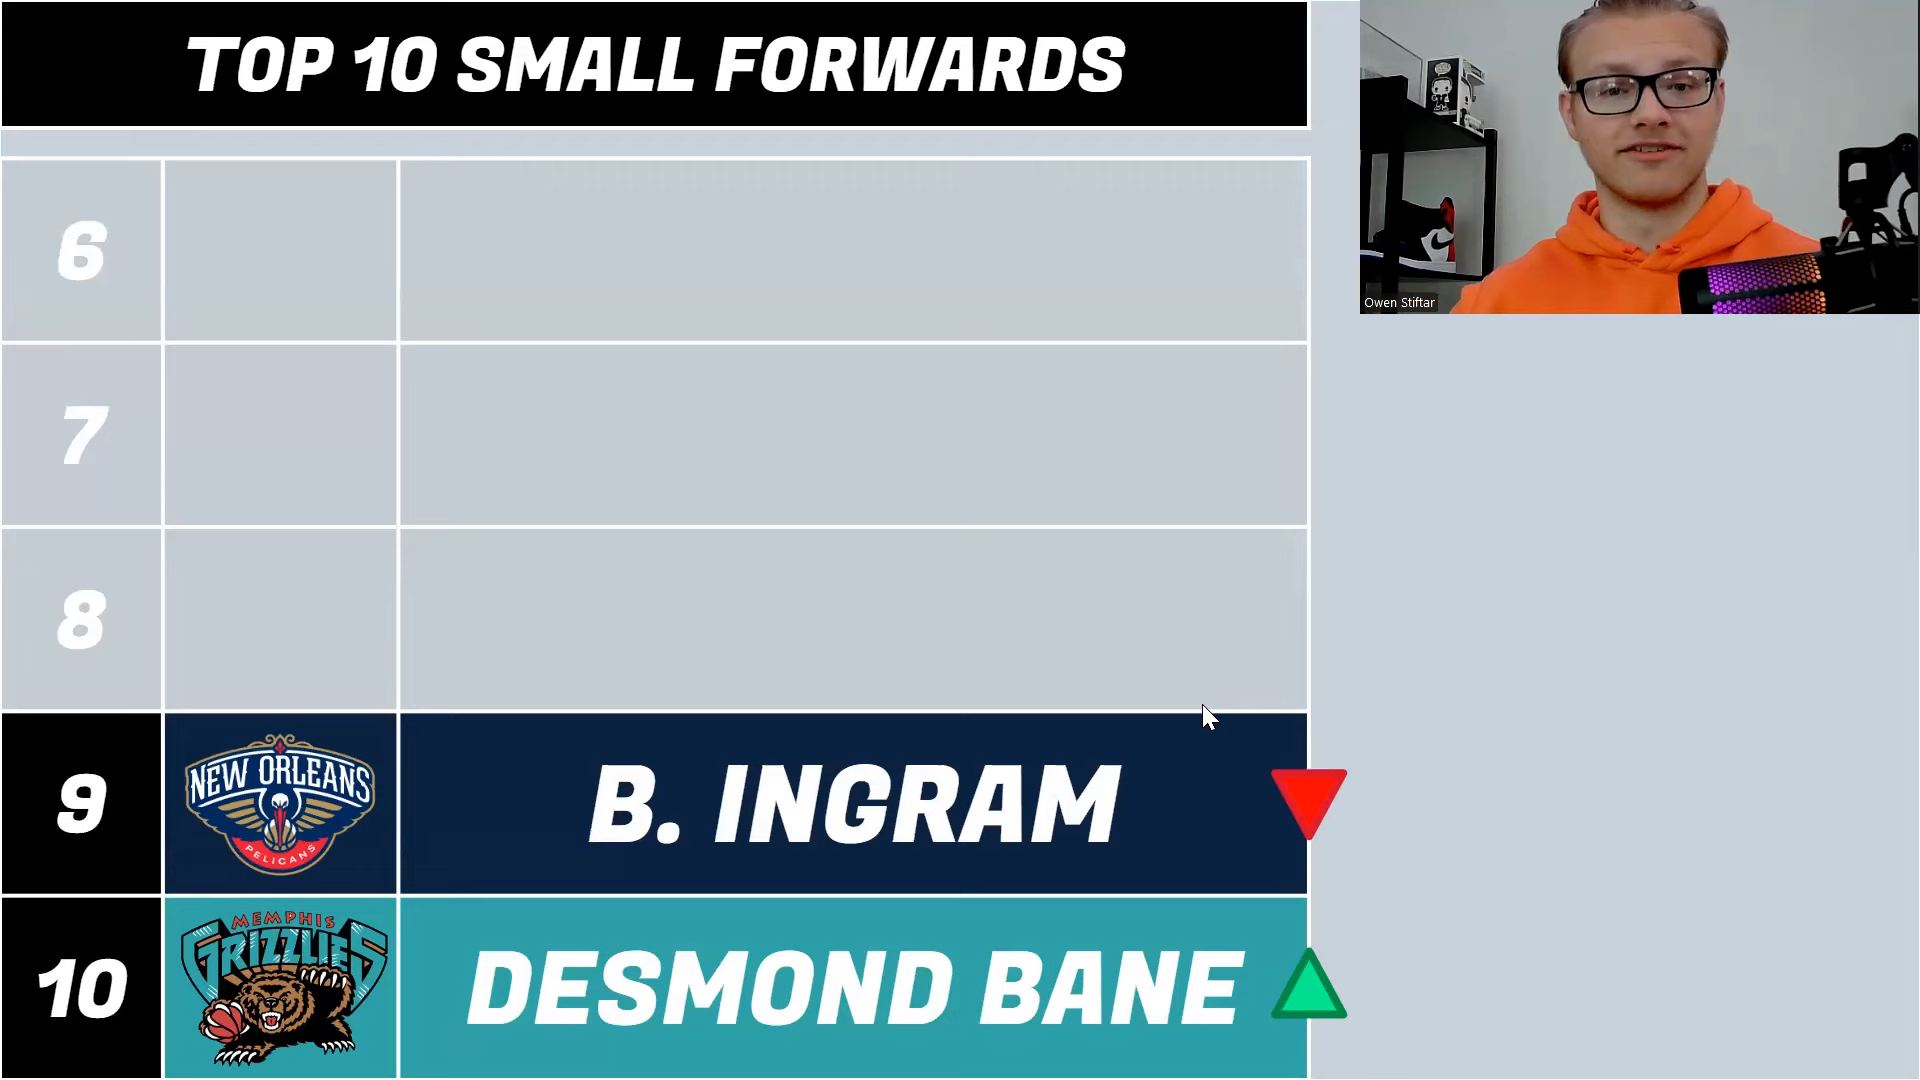 TOP 10 SMALL FORWARDS
Owen Stiftar
6
7
8
9
NEW ORLEANS
PELICANS
B. INGRAM
10
MEMPHIS
GRIZZLIES
DESMOND BANE